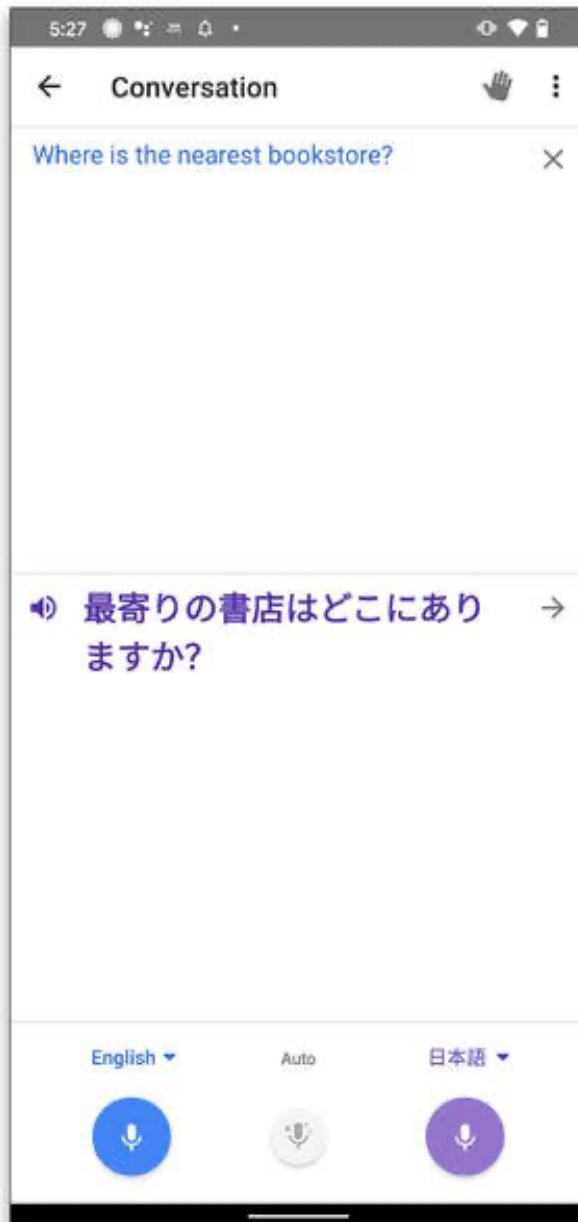 5:27
Conversation
Where is the nearest bookstore?
最寄りの書店はどこにあり
ますか?
English
Auto
日本語